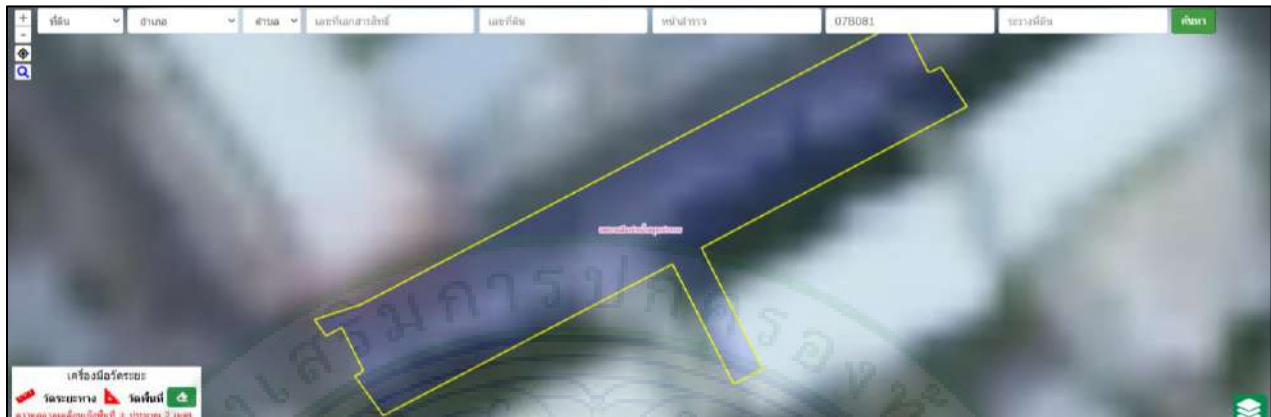 + ที่ดิน อำเภอ ตำบล เลขที่เอกสารสิทธิ์ เลขที่ดิน หน้าสำรวจ 07B081 ระวางที่ดิน ค้นหา
-
เครื่องมือวัดระยะ
วัดระยะทาง วัดพื้นที่